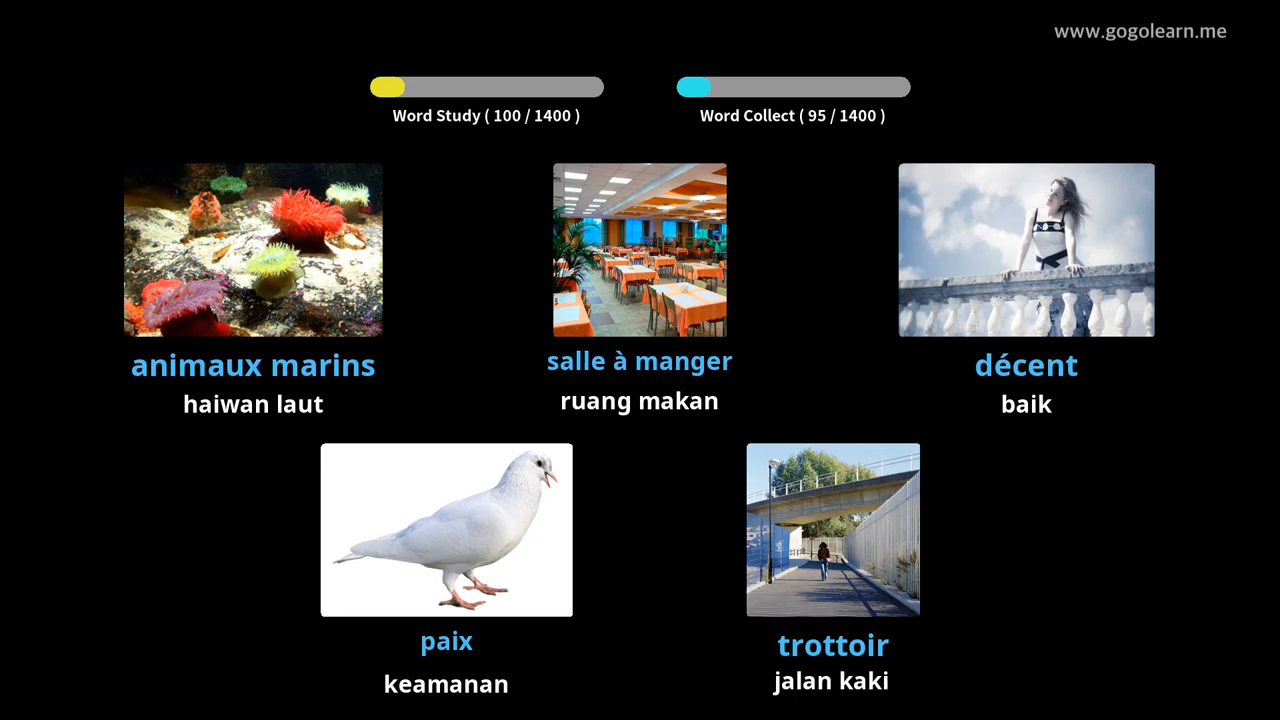 www.gogolearn.me
Word Study ( 100 / 1400 )
Word Collect ( 95 / 1400 )
animaux marins
haiwan laut
salle à manger
ruang makan
décent
baik
paix
keamanan
trottoir
jalan kaki